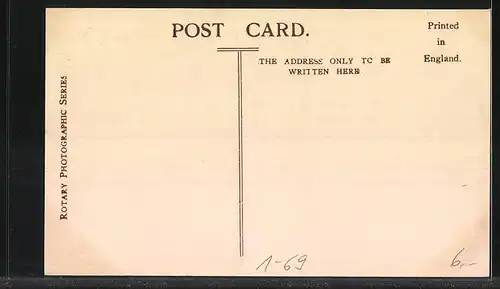 POST CARD.
Printed
in
England.
THE ADDRESS ONLY TO BE
WRITTEN HERE
ROTARY PHOTOGRAPHIC SERIES
1-69
6,-